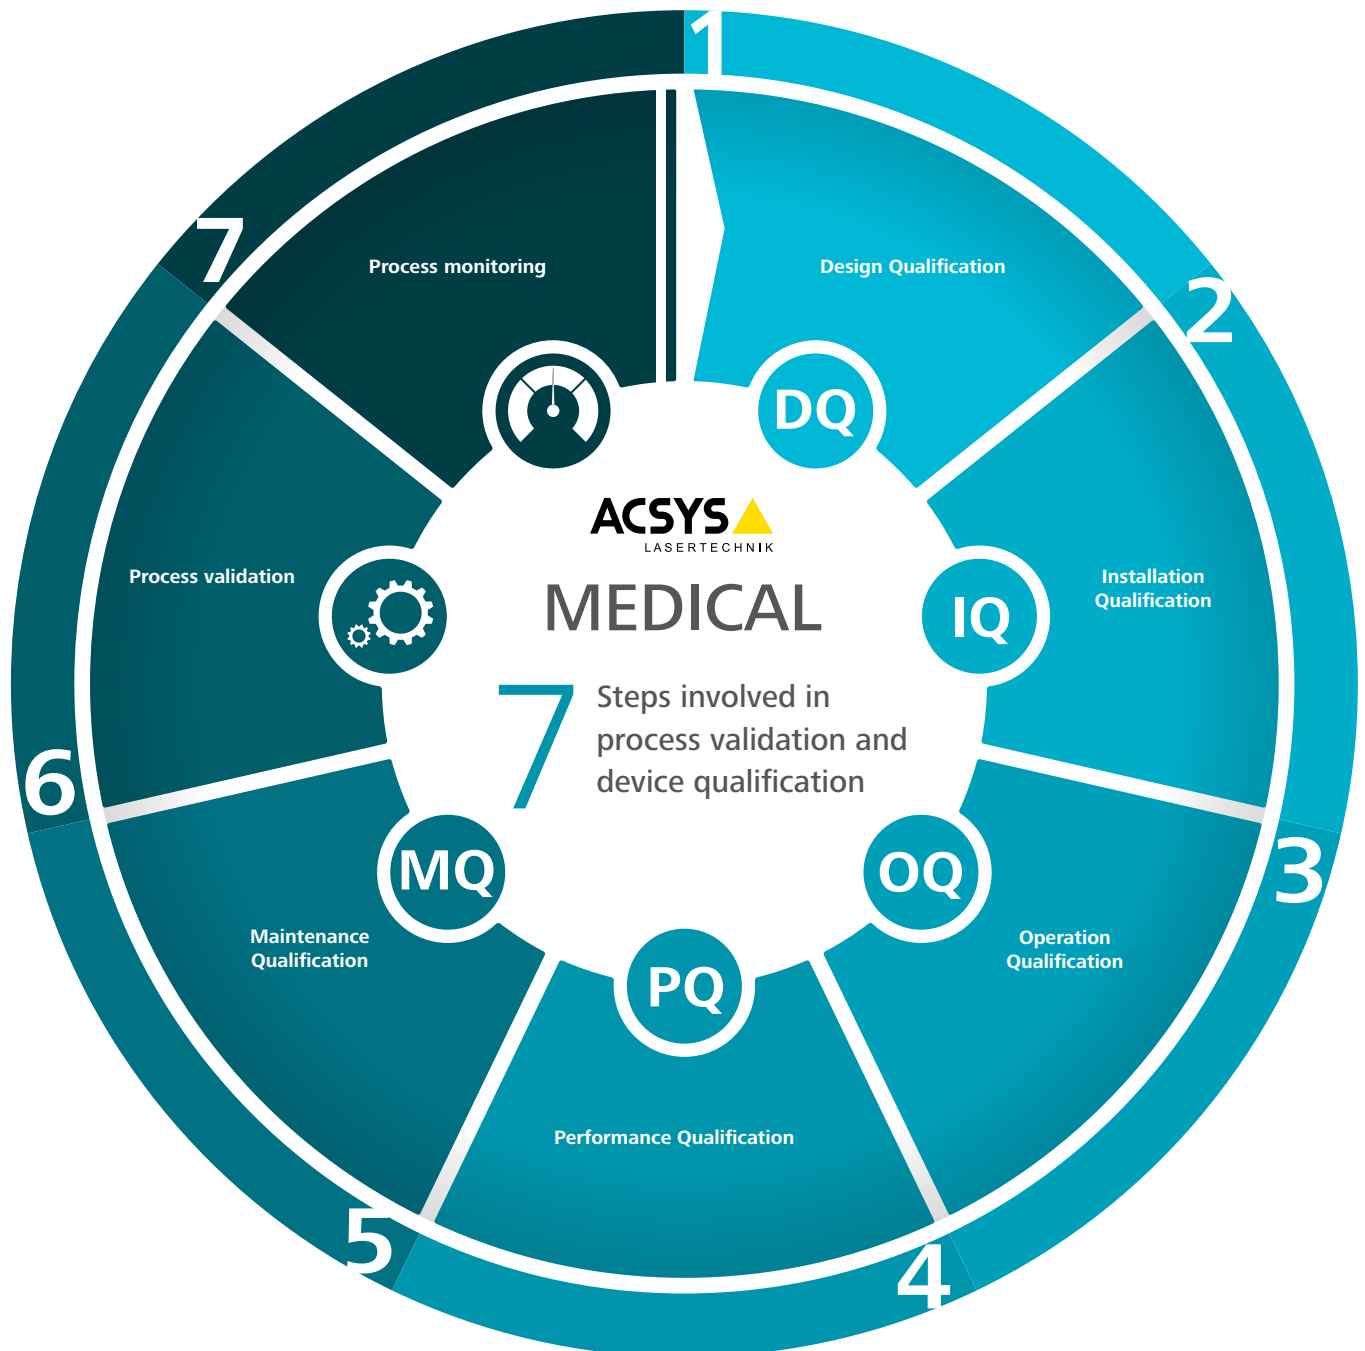 ACSYS
LASERTECHNIK
MEDICAL
7
Steps involved in
process validation and
device qualification
1
Design Qualification
DQ
2
Installation
Qualification
IQ
3
Operation
Qualification
OQ
4
Performance Qualification
PQ
5
Maintenance
Qualification
MQ
6
Process validation
7
Process monitoring